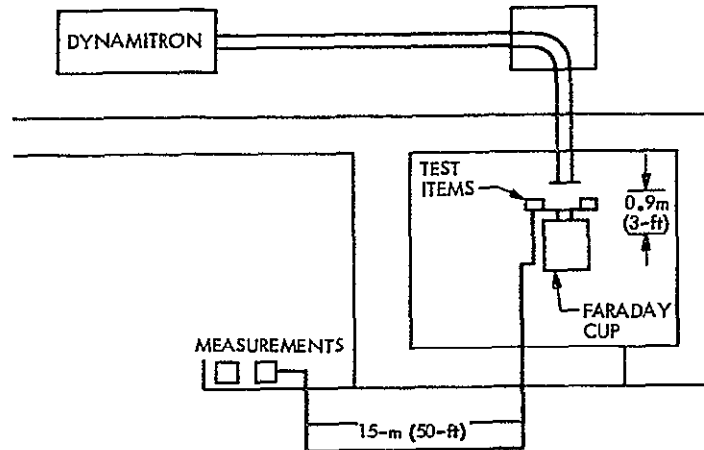 DYNAMITRON
TEST
ITEMS
0.9m
(3-ft)
FARADAY
CUP
MEASUREMENTS
15-m (50-ft)